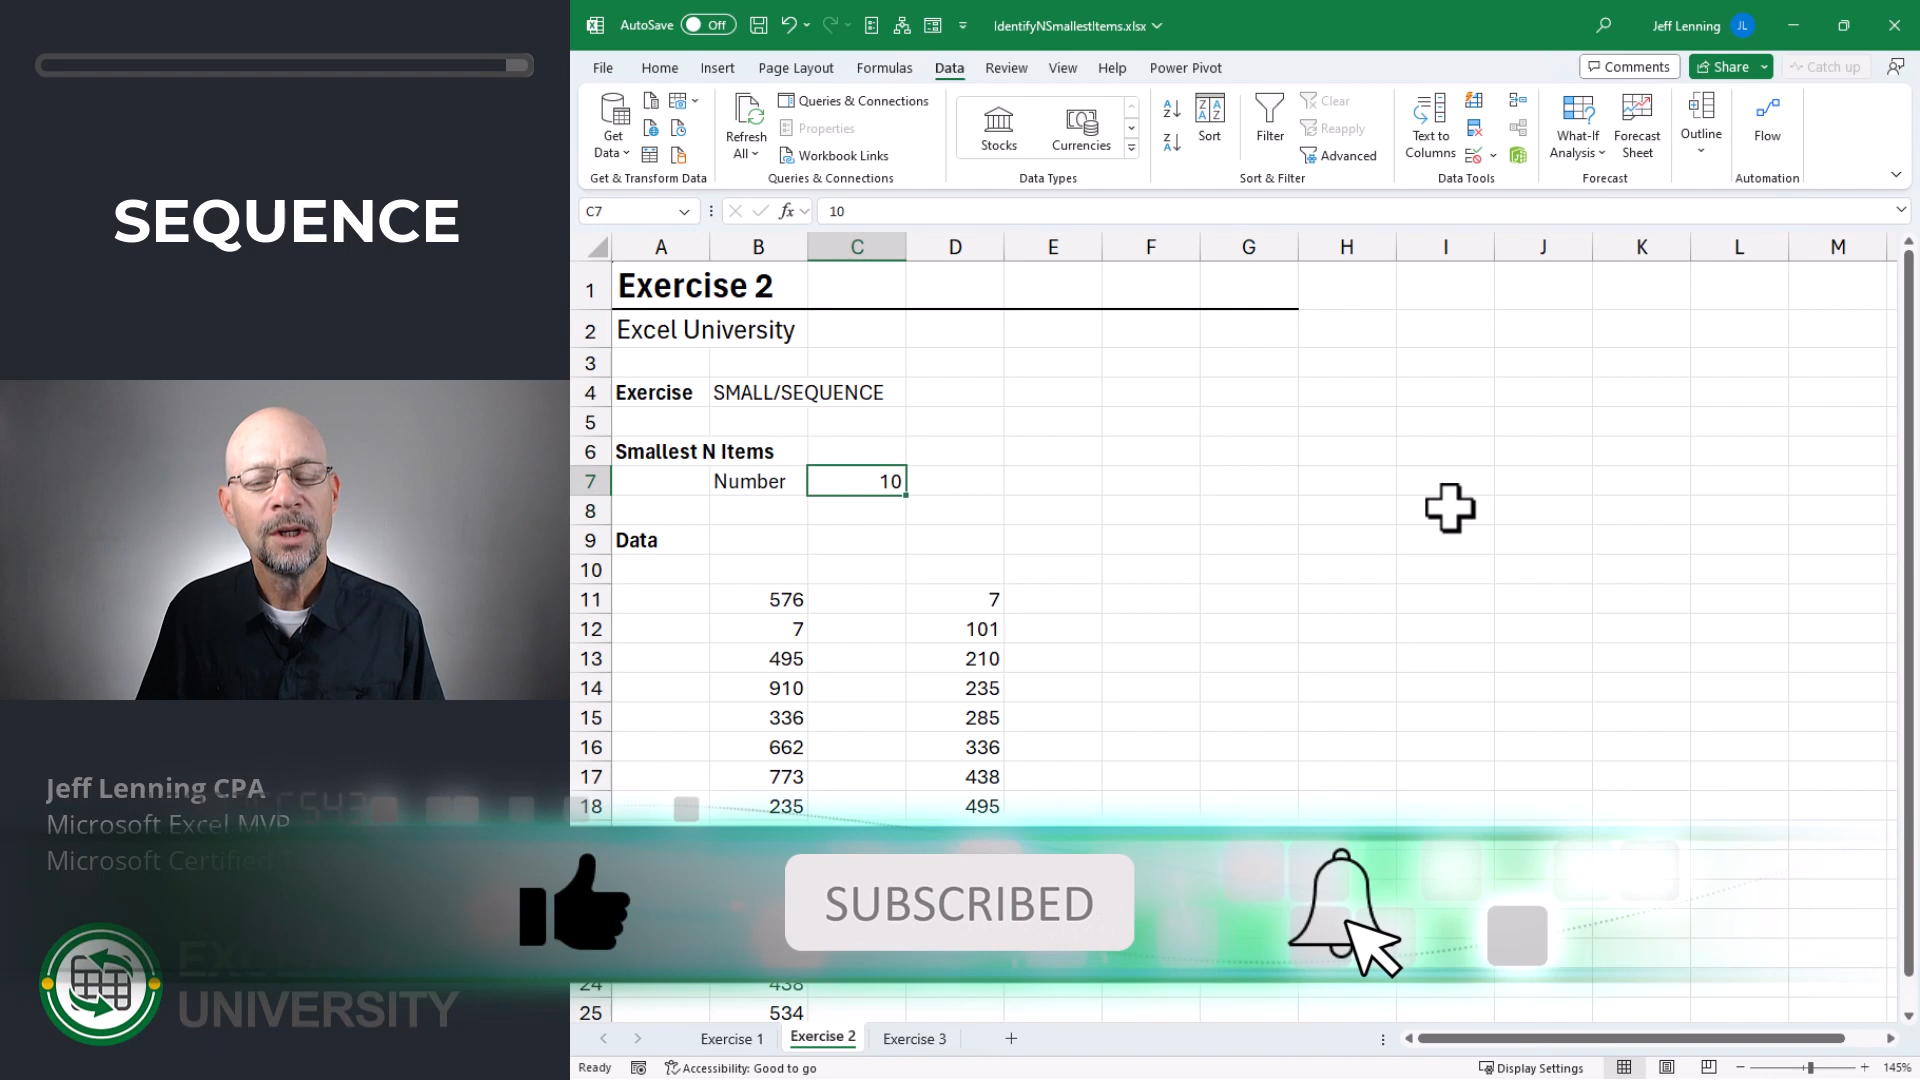 SEQUENCE
Jeff Lenning CPA
Microsoft Excel MVP
Microsoft Certified
UNIVERSITY
AutoSave Off
IdentifyNSmallestItems.xlsx
Jeff Lenning JL
File Home Insert Page Layout Formulas Data Review View Help Power Pivot
Comments Share Catch up
Get Data
Get & Transform Data
Refresh All
Queries & Connections
Properties
Workbook Links
Queries & Connections
Stocks Currencies
Data Types
Sort
Filter
Clear
Reapply
Advanced
Sort & Filter
Text to Columns
Data Tools
What-If Analysis
Forecast Sheet
Forecast
Outline
Flow
Automation
C7 fx 10
A B C D E F G H I J K L M
1 Exercise 2
2 Excel University
3
4 Exercise SMALL/SEQUENCE
5
6 Smallest N Items
7 Number 10
8
9 Data
10
11 576 7
12 7 101
13 495 210
14 910 235
15 336 285
16 662 336
17 773 438
18 235 495
SUBSCRIBED
24 438
25 534
Exercise 1 Exercise 2 Exercise 3 +
Ready Accessibility: Good to go Display Settings 145%